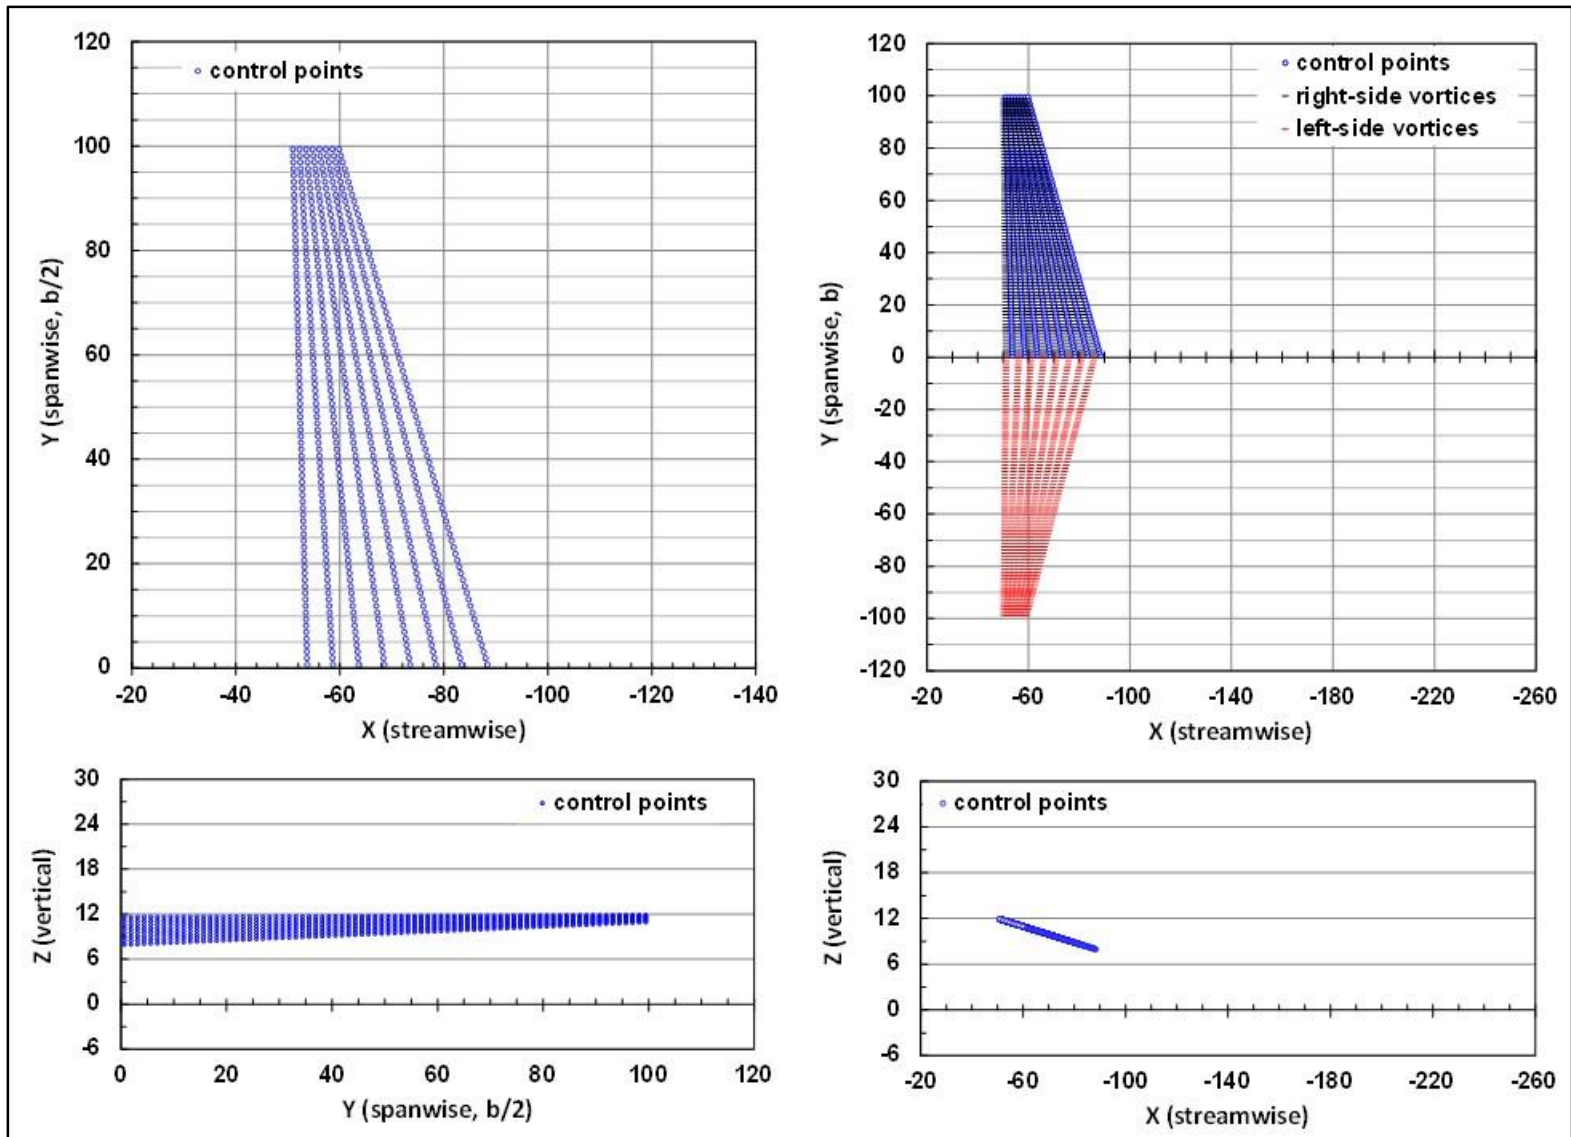 120
100
80
60
40
20
0
Y (spanwise, b/2)
control points
-20 -40 -60 -80 -100 -120 -140
X (streamwise)
120
100
80
60
40
20
0
-20
-40
-60
-80
-100
-120
Y (spanwise, b)
control points
right-side vortices
left-side vortices
-20 -60 -100 -140 -180 -220 -260
X (streamwise)
30
24
18
12
6
0
-6
Z (vertical)
control points
0 20 40 60 80 100 120
Y (spanwise, b/2)
30
24
18
12
6
0
-6
Z (vertical)
control points
-20 -60 -100 -140 -180 -220 -260
X (streamwise)